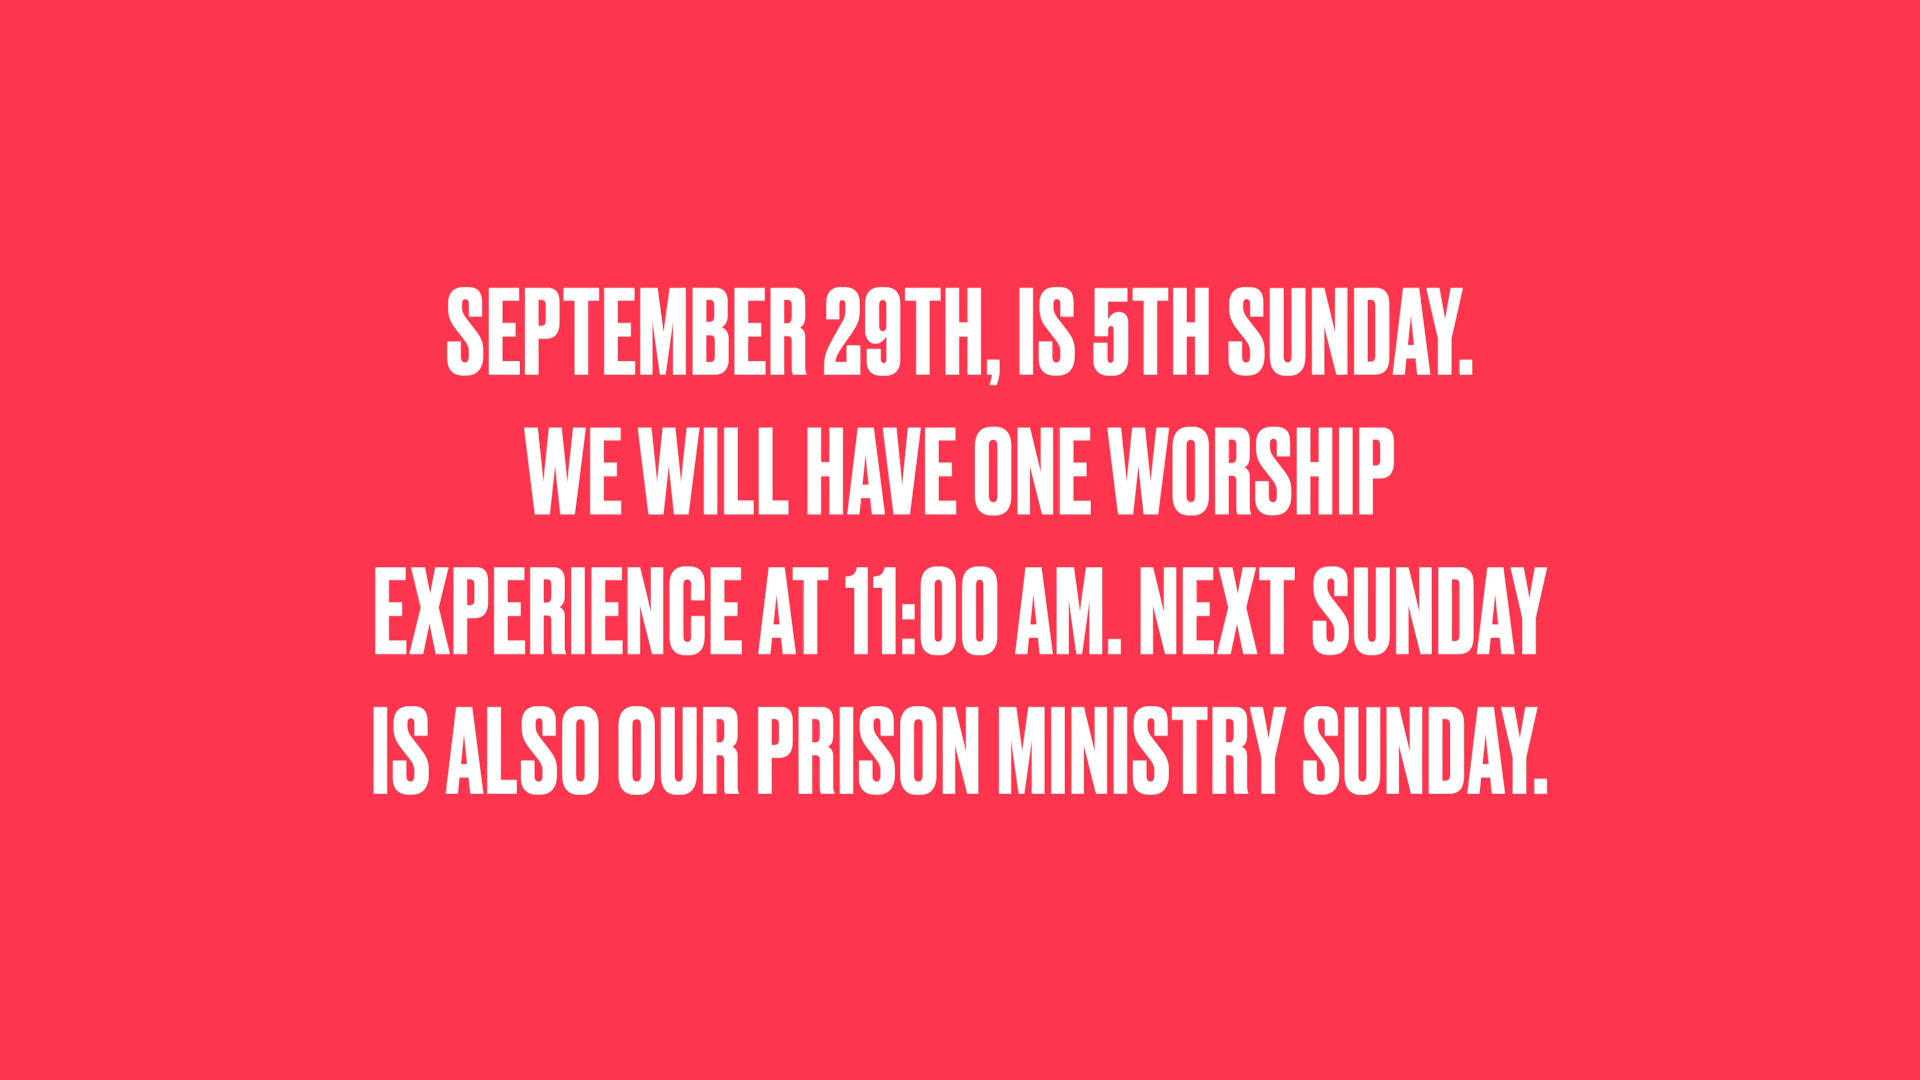 SEPTEMBER 29TH, IS 5TH SUNDAY.
WE WILL HAVE ONE WORSHIP
EXPERIENCE AT 11:00 AM. NEXT SUNDAY
IS ALSO OUR PRISON MINISTRY SUNDAY.